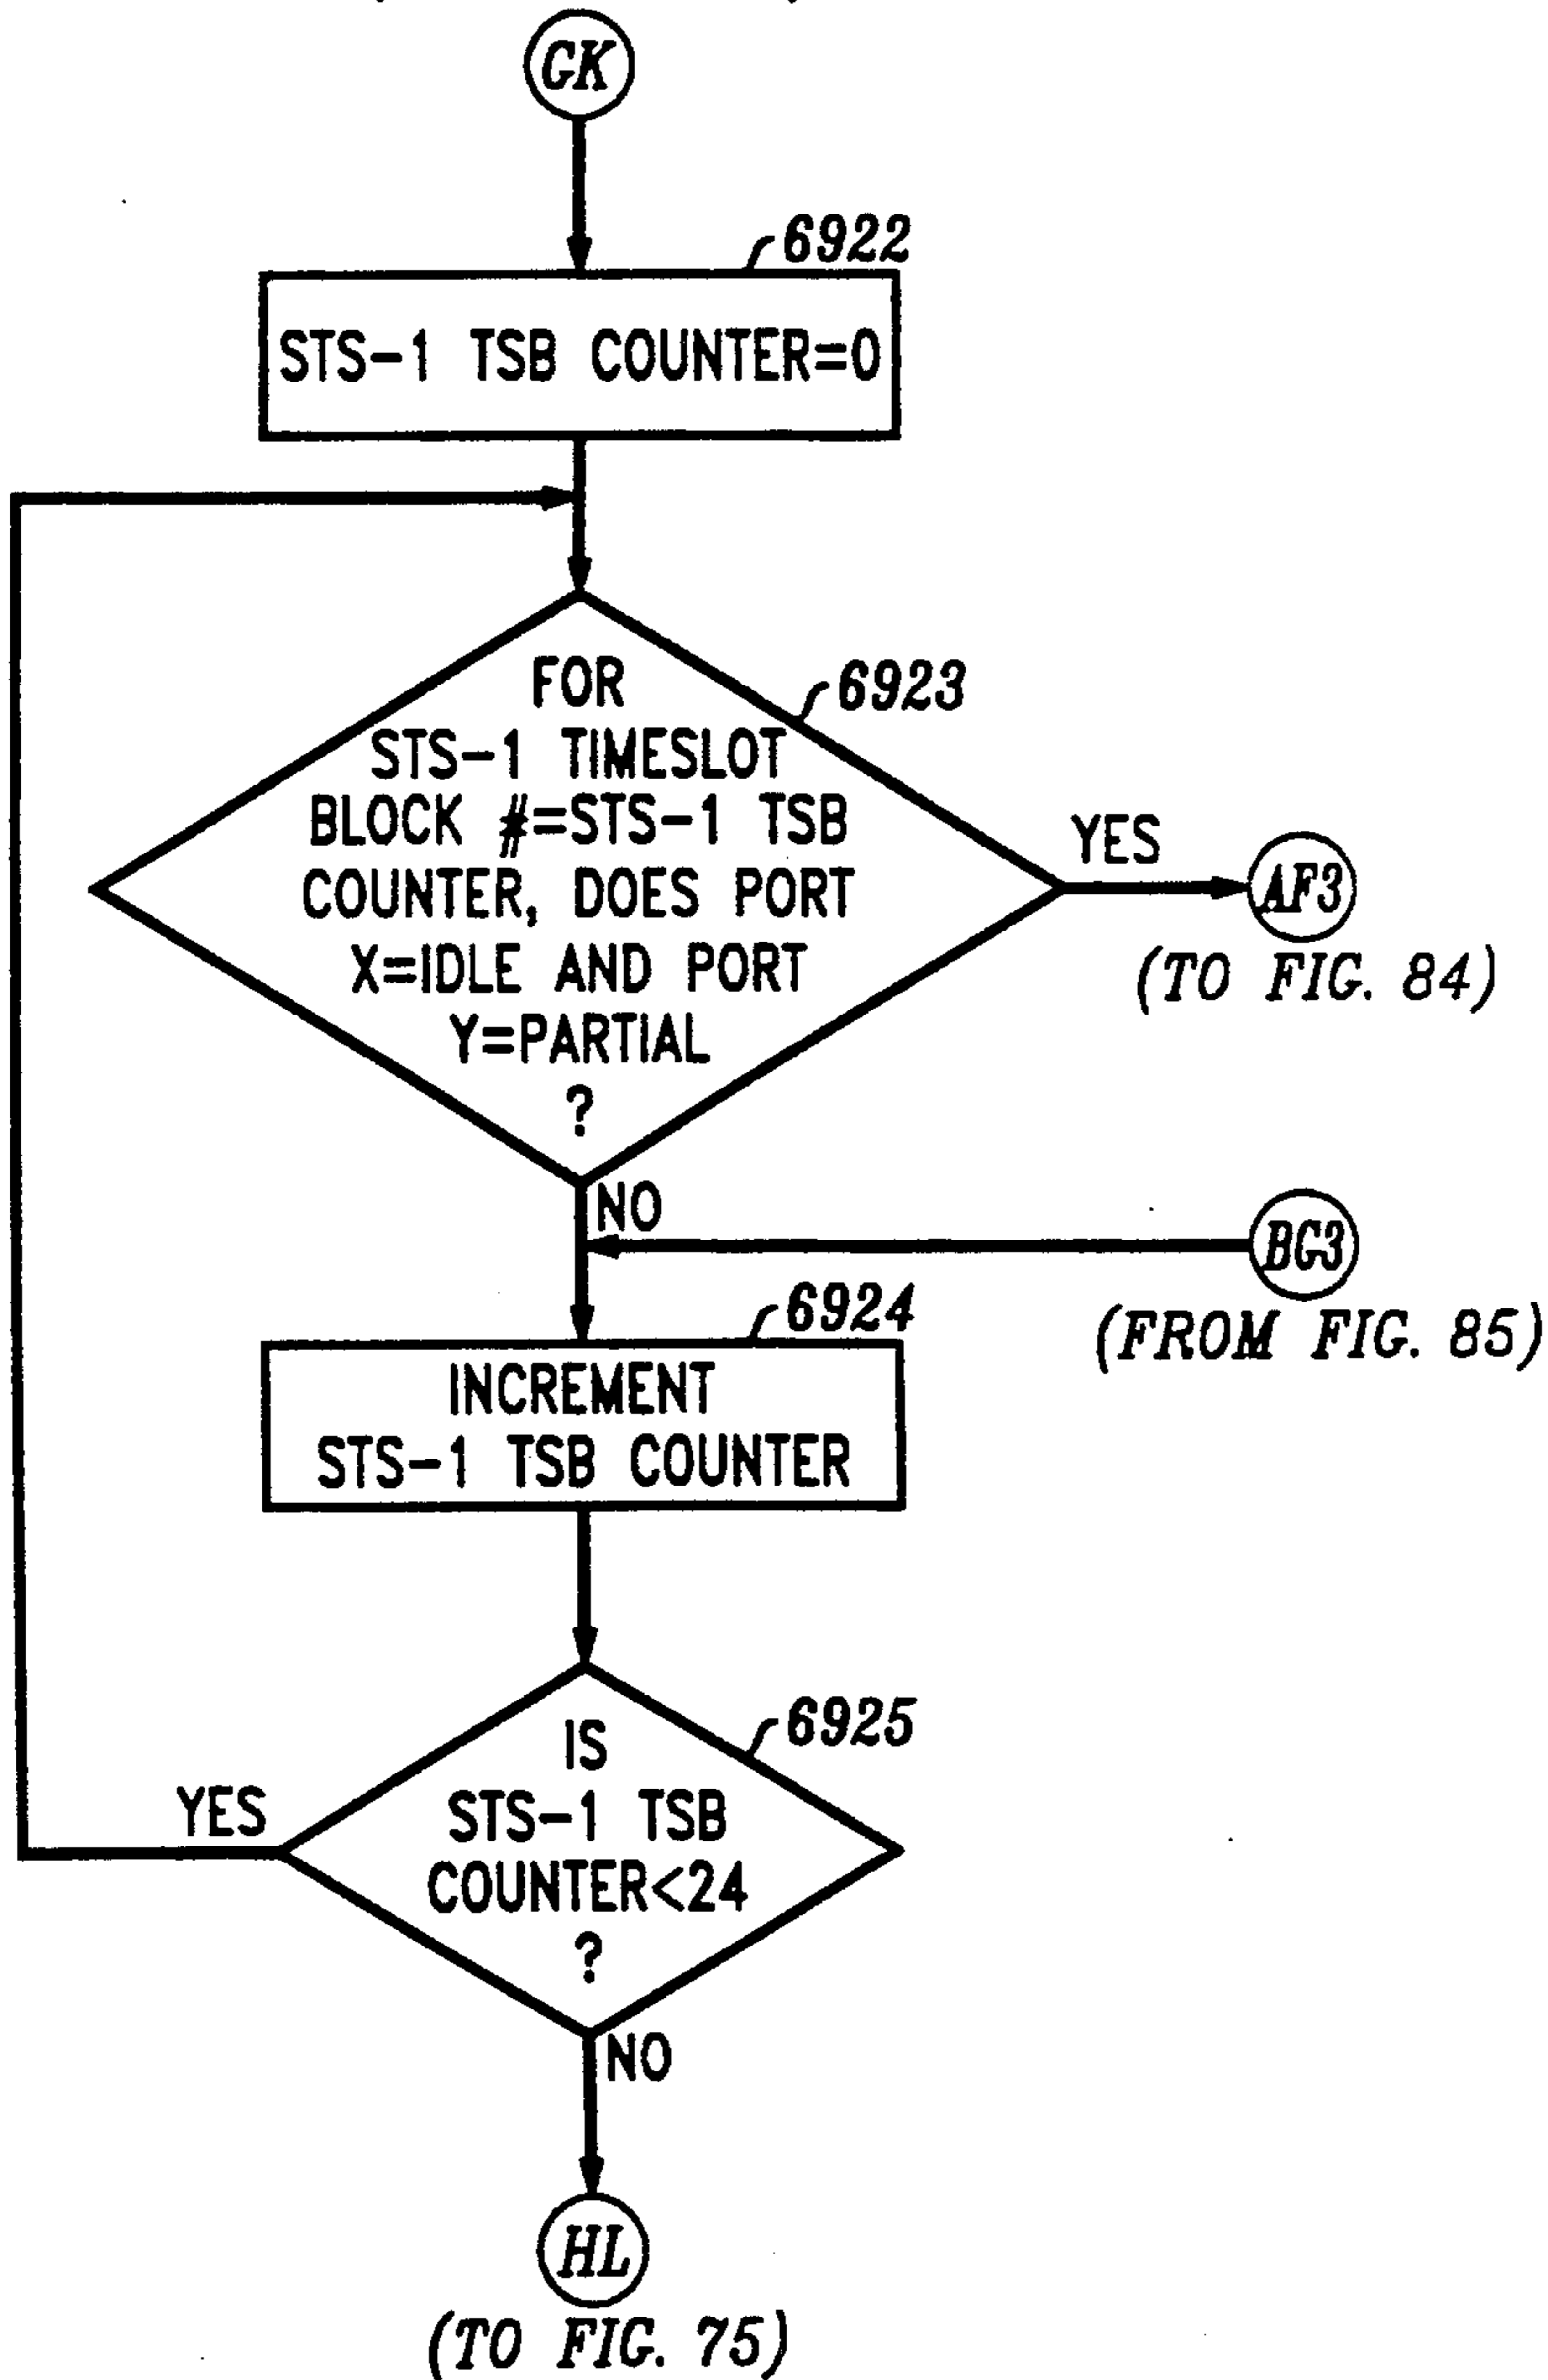 GK
6922
STS-1 TSB COUNTER=0
FOR
6923
STS-1 TIMESLOT
BLOCK #=STS-1 TSB
COUNTER, DOES PORT
X=IDLE AND PORT
Y=PARTIAL
?
YES
AF3
(TO FIG. 84)
NO
BG3
(FROM FIG. 85)
6924
INCREMENT
STS-1 TSB COUNTER
6925
IS
STS-1 TSB
COUNTER<24
?
YES
NO
HL
(TO FIG. 75)